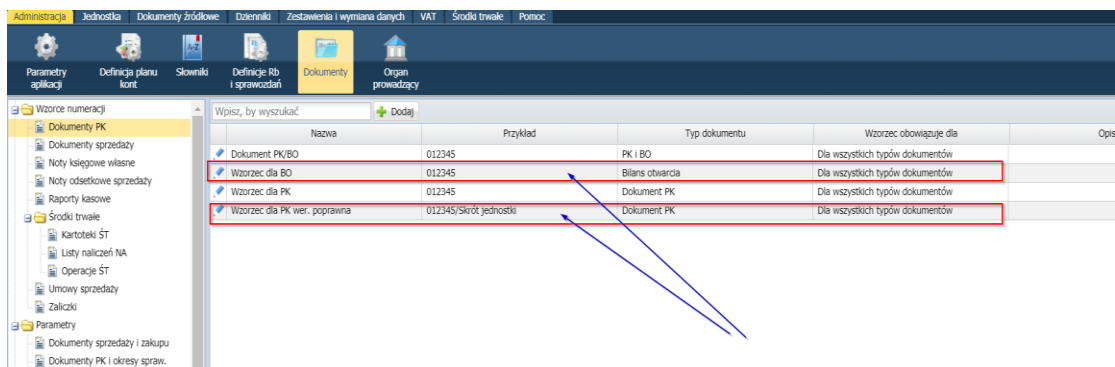 Administracja Jednostka Dokumenty źródłowe Dzienniki Zestawienia i wymiana danych VAT Środki trwałe Pomoc
Parametry aplikacji Definicja planu kont Słowniki Definicje Rb i sprawozdań Dokumenty Organ prowadzący
Wzorce numeracji
Dokumenty PK
Dokumenty sprzedaży
Noty księgowe własne
Noty odsetkowe sprzedaży
Raporty kasowe
Środki trwałe
Kartoteki ŚT
Listy naliczeń NA
Operacje ŚT
Umowy sprzedaży
Zaliczki
Parametry
Dokumenty sprzedaży i zakupu
Dokumenty PK i okresy spraw.
Wpisz, by wyszukać Dodaj
Nazwa Przykład Typ dokumentu Wzorzec obowiązuje dla Opis
Dokument PK/BO 012345 PK i BO Dla wszystkich typów dokumentów
Wzorzec dla BO 012345 Bilans otwarcia Dla wszystkich typów dokumentów
Wzorzec dla PK 012345 Dokument PK Dla wszystkich typów dokumentów
Wzorzec dla PK wer. poprawna 012345/Skrót jednostki Dokument PK Dla wszystkich typów dokumentów